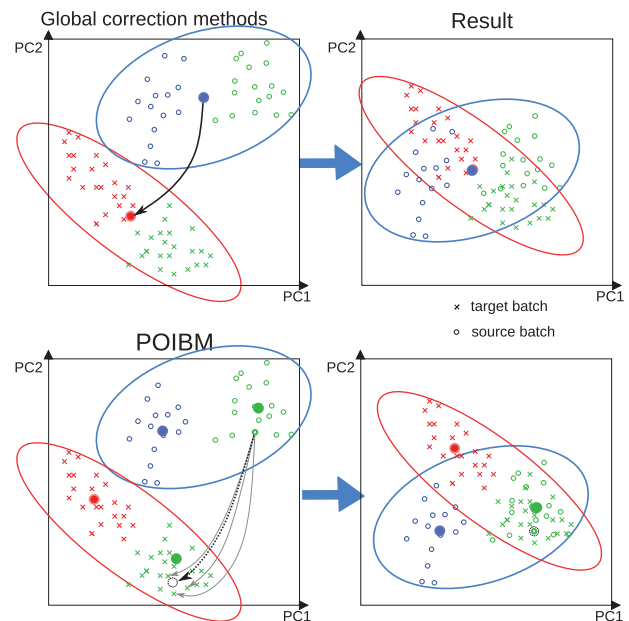 Global correction methods
Result
PC2
PC2
PC1
PC1
× target batch
○ source batch
POIBM
PC2
PC2
PC1
PC1